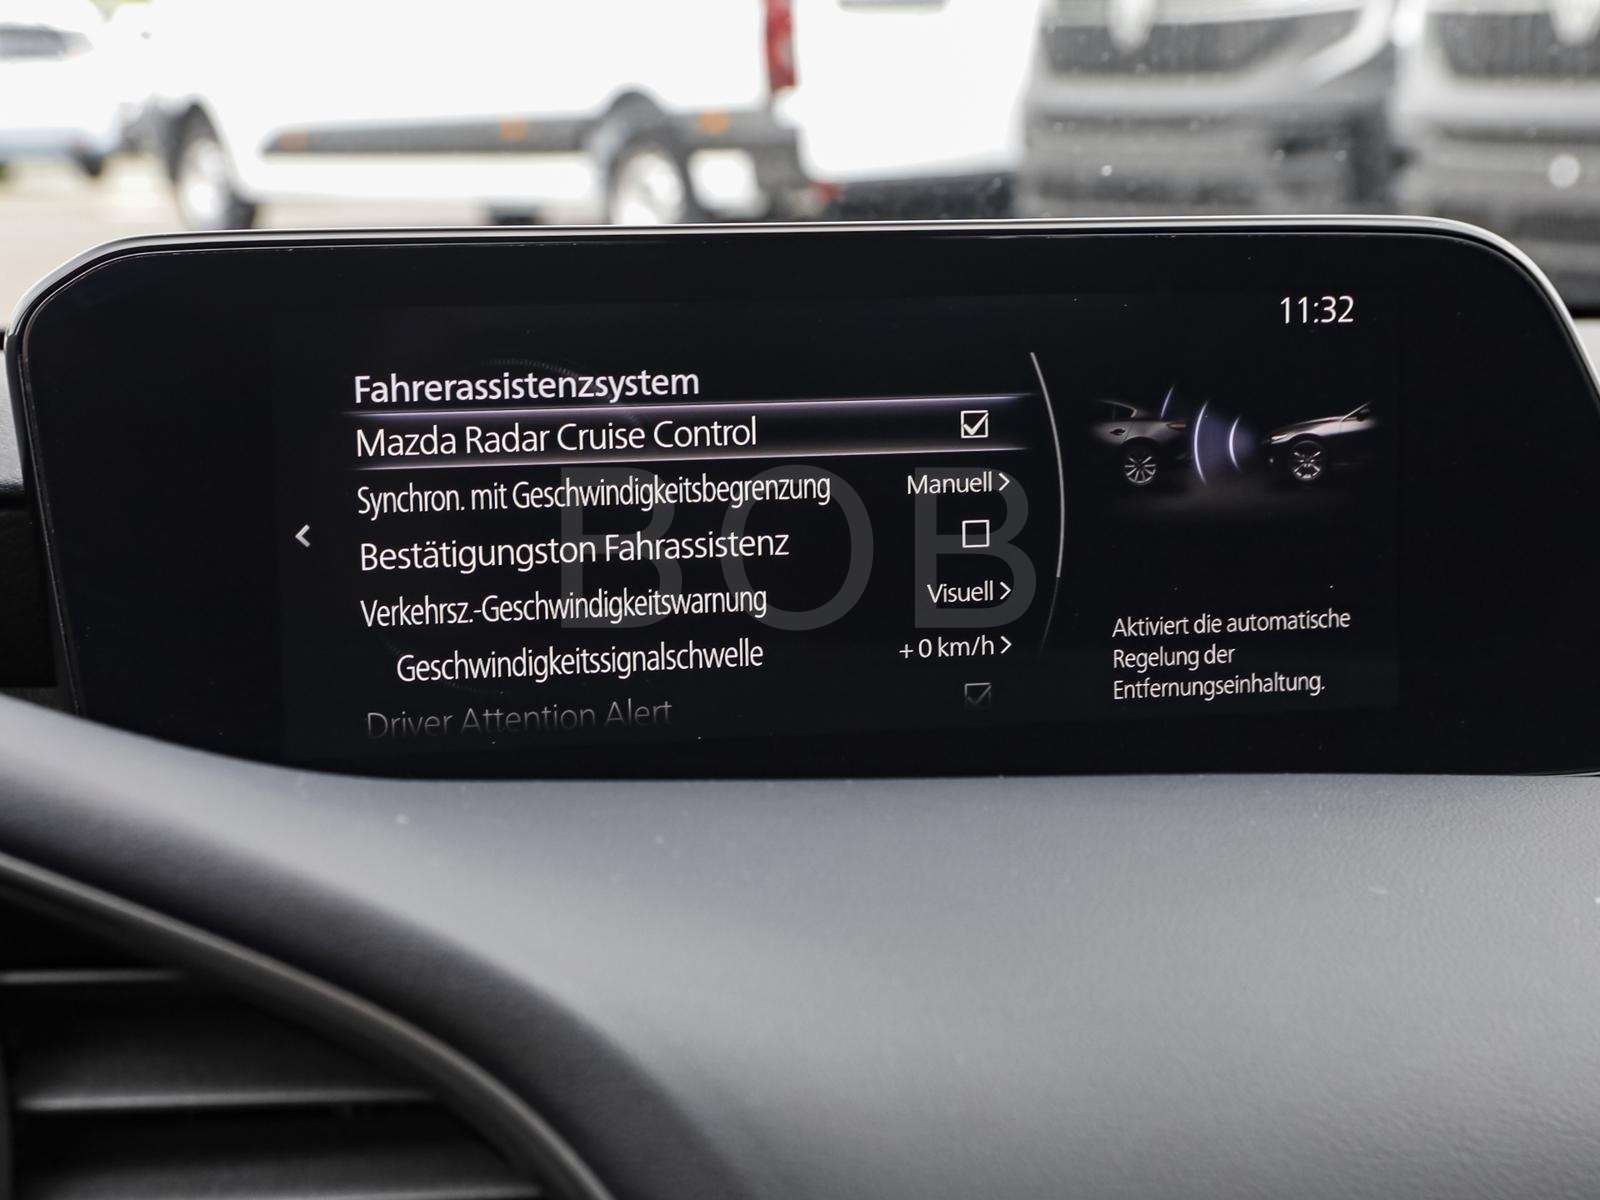 11:32
Fahrerassistenzsystem
Mazda Radar Cruise Control
Synchron. mit Geschwindigkeitsbegrenzung Manuell >
Bestätigungston Fahrassistenz
Verkehrsz.-Geschwindigkeitswarnung Visuell >
Geschwindigkeitssignalschwelle + 0 km/h >
Driver Attention Alert
Aktiviert die automatische
Regelung der
Entfernungseinhaltung.
BOB